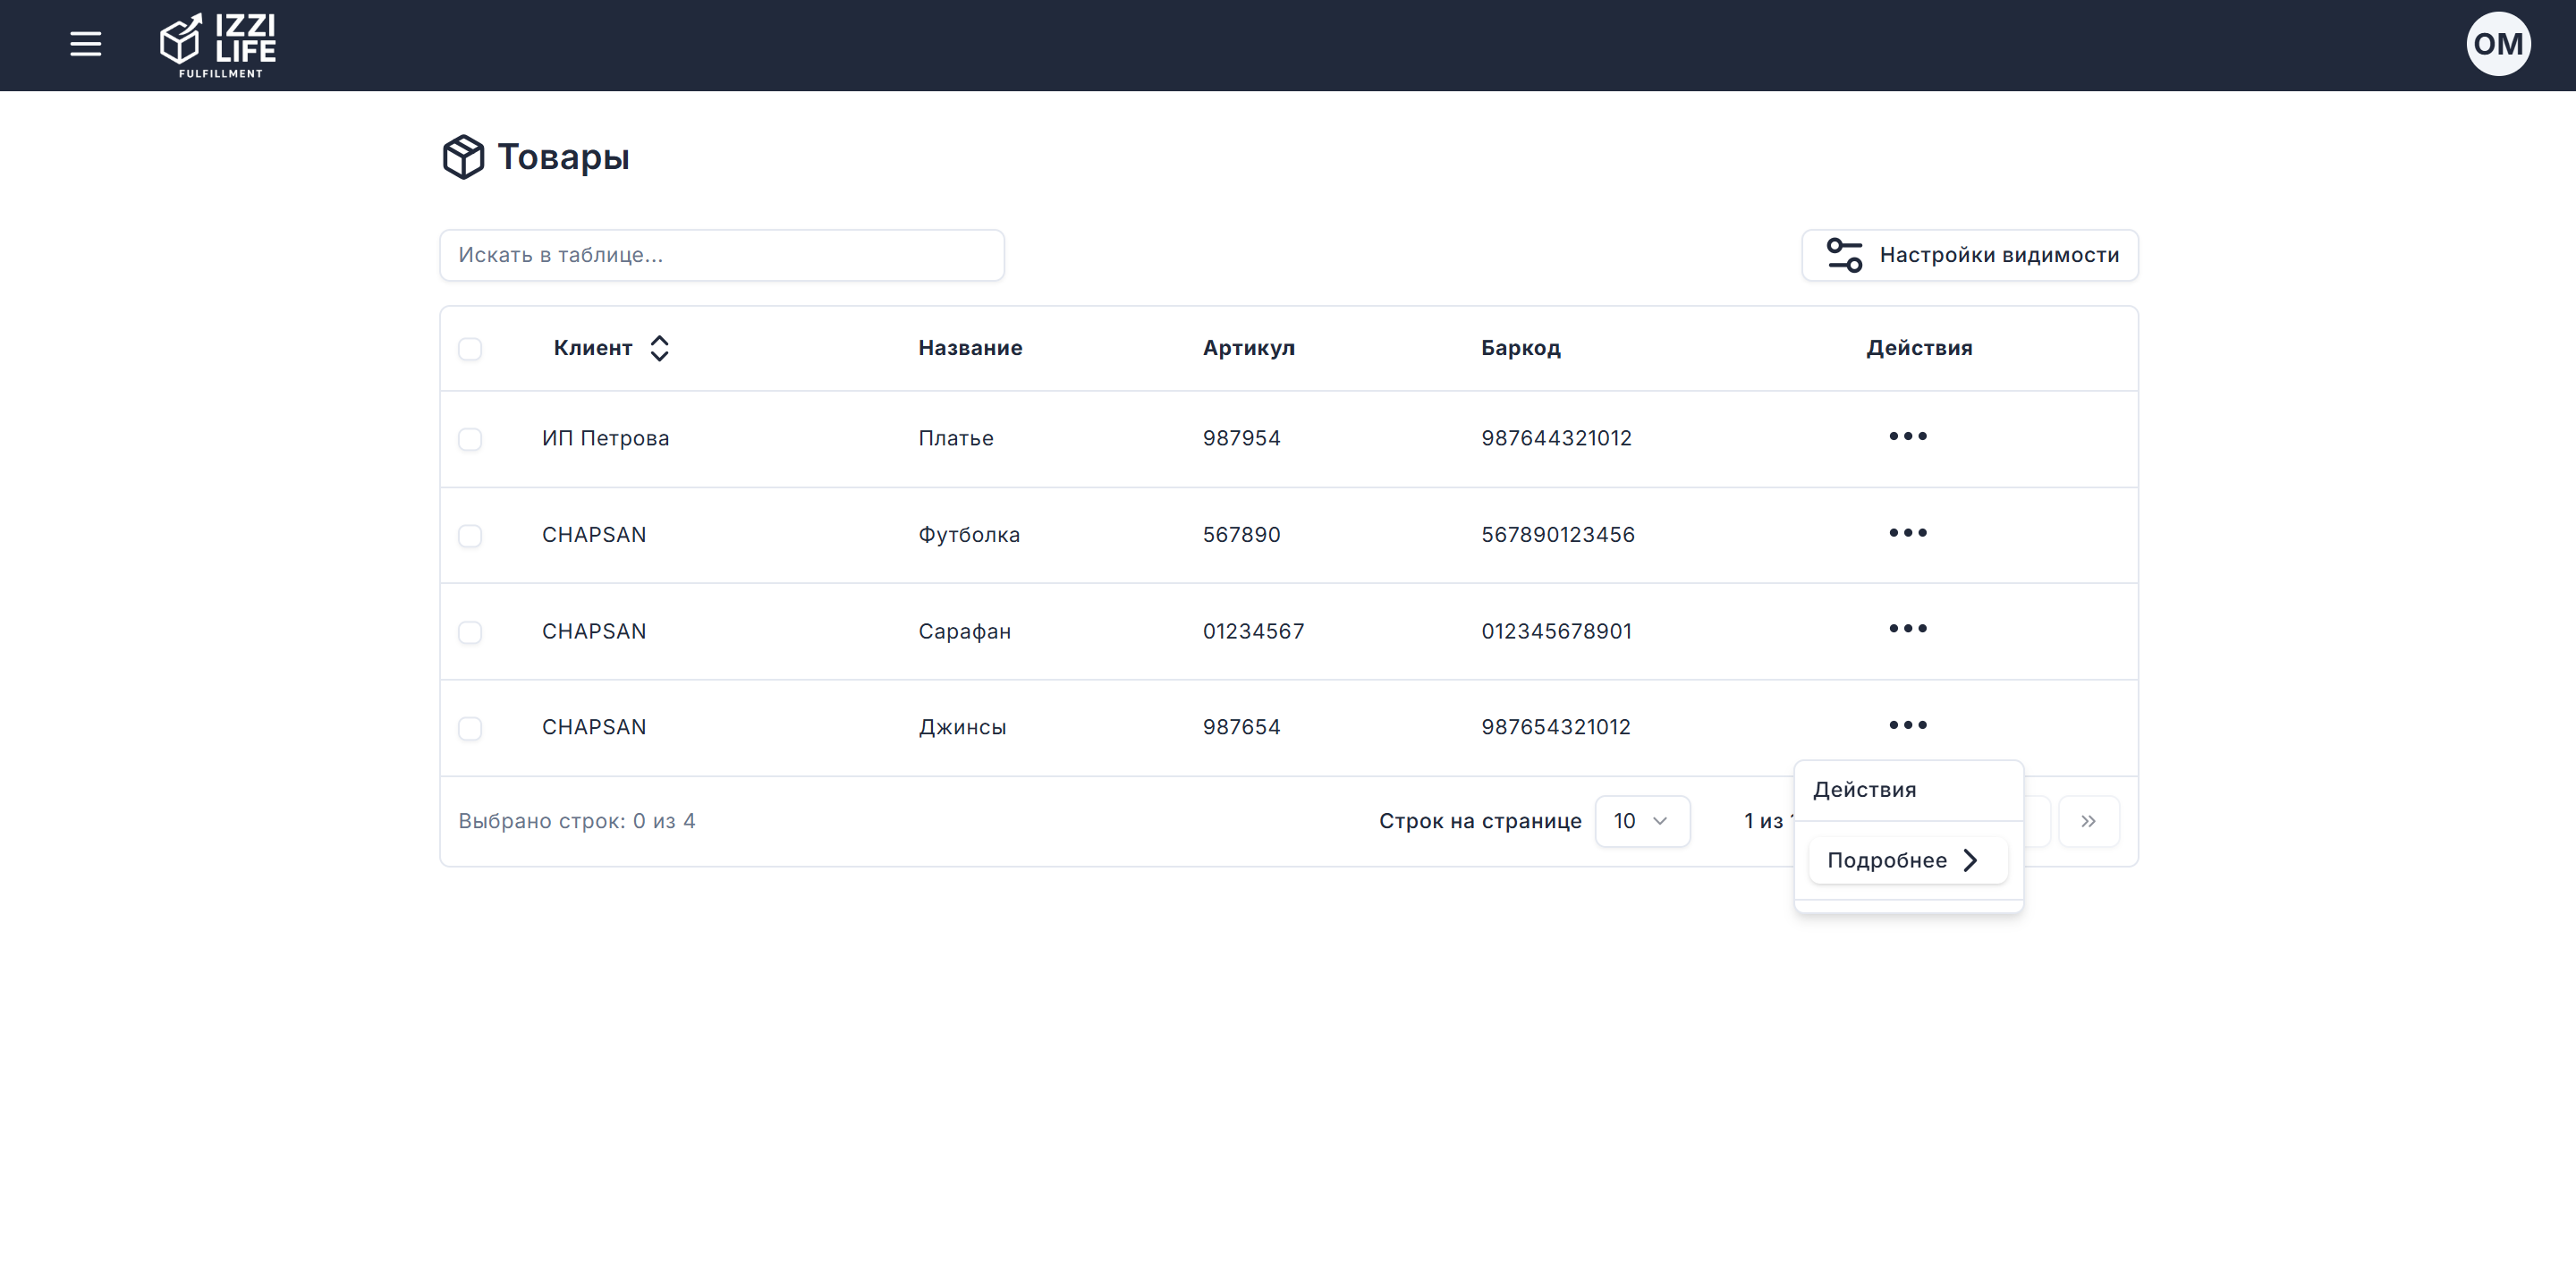 IZZI
LIFE
FULFILLMENT
OM
Товары
Искать в таблице...
Настройки видимости
Клиент Название Артикул Баркод Действия
ИП Петрова Платье 987954 987644321012
CHAPSAN Футболка 567890 567890123456
CHAPSAN Сарафан 01234567 012345678901
CHAPSAN Джинсы 987654 987654321012
Действия
Выбрано строк: 0 из 4 Строк на странице 10 1 из
Подробнее